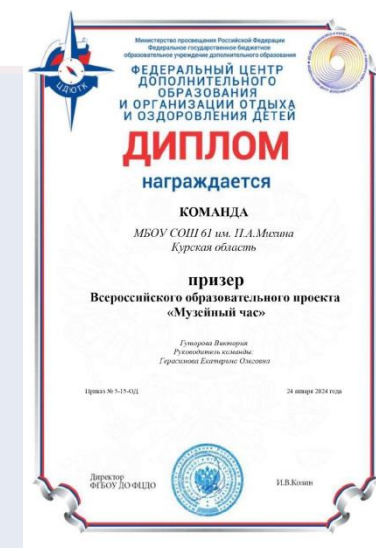 Министерство просвещения Российской Федерации
Федеральное государственное бюджетное
образовательное учреждение дополнительного образования
ФЕДЕРАЛЬНЫЙ ЦЕНТР
ДОПОЛНИТЕЛЬНОГО
ОБРАЗОВАНИЯ
И ОРГАНИЗАЦИИ ОТДЫХА
И ОЗДОРОВЛЕНИЯ ДЕТЕЙ
ЦДЮТК
ДИПЛОМ
награждается
КОМАНДА
МБОУ СОШ 61 им. П.А.Михина
Курская область
призер
Всероссийского образовательного проекта
«Музейный час»
Гуторова Виктория
Руководитель команды:
Герасимова Екатерина Олеговна
Приказ № 5-15-ОД
24 января 2024 года
Директор
ФГБОУ ДО ФЦДО
И.В.Козин